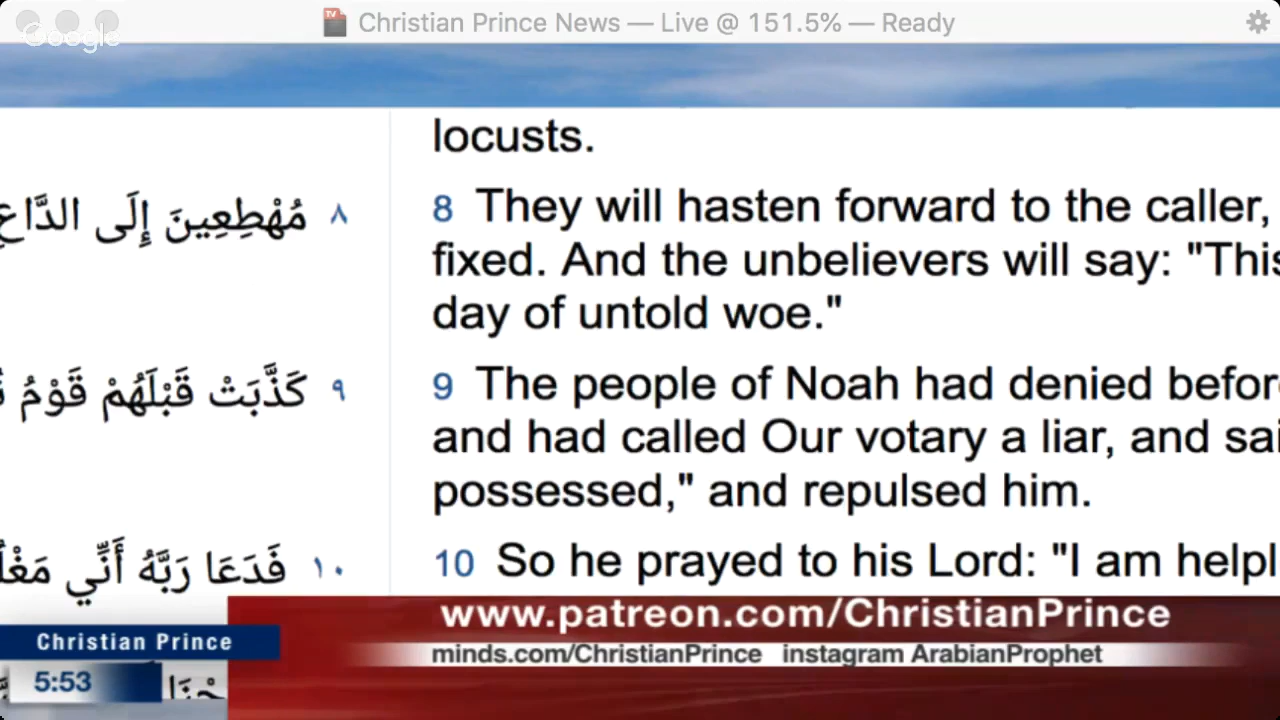 Christian Prince News — Live @ 151.5% — Ready
Google
locusts.
٨ مُهْطِعِينَ إِلَى الدَّاعِ
8 They will hasten forward to the caller,
fixed. And the unbelievers will say: "This
day of untold woe."
٩ كَذَّبَتْ قَبْلَهُمْ قَوْمُ
9 The people of Noah had denied before
and had called Our votary a liar, and said
possessed," and repulsed him.
١٠ فَدَعَا رَبَّهُ أَنِّي
10 So he prayed to his Lord: "I am helpl
www.patreon.com/ChristianPrince
Christian Prince
minds.com/ChristianPrince instagram ArabianProphet
5:53